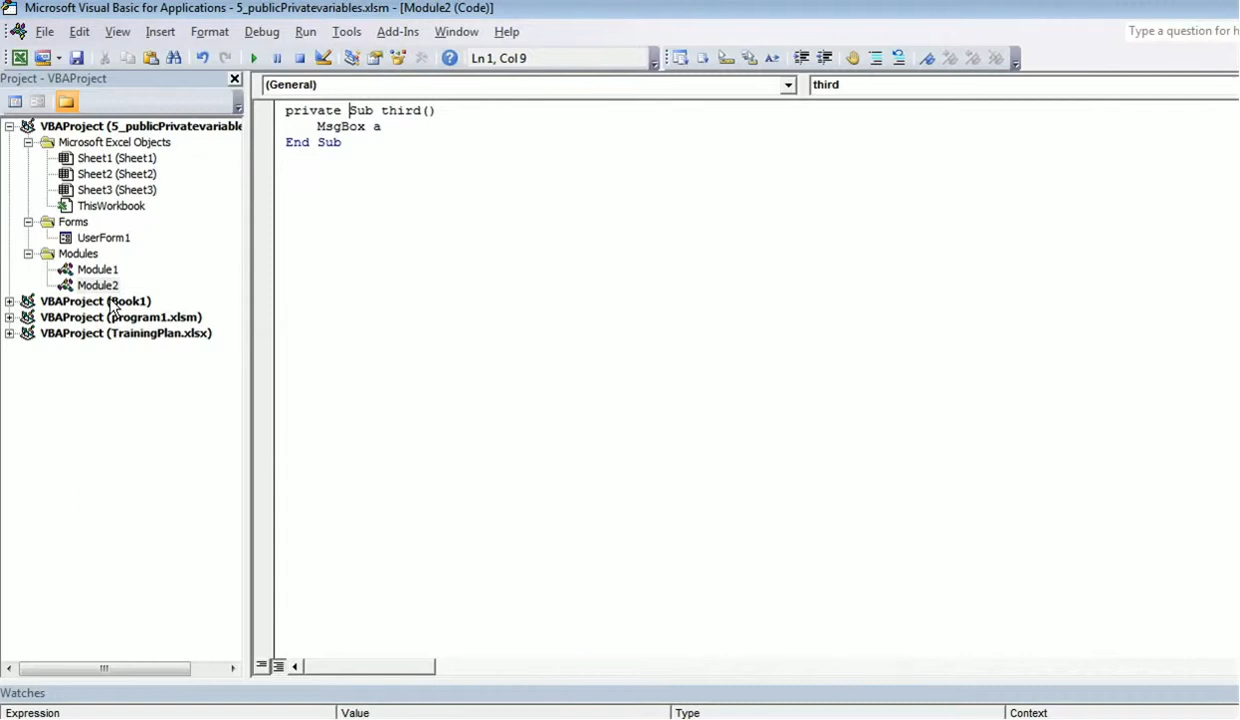 Microsoft Visual Basic for Applications - 5_publicPrivatevariables.xlsm - [Module2 (Code)]
File Edit View Insert Format Debug Run Tools Add-Ins Window Help Type a question for h
Ln 1, Col 9
Project - VBAProject
(General) third
VBAProject (5_publicPrivatevariable
Microsoft Excel Objects
Sheet1 (Sheet1)
Sheet2 (Sheet2)
Sheet3 (Sheet3)
ThisWorkbook
Forms
UserForm1
Modules
Module1
Module2
VBAProject (Book1)
VBAProject (program1.xlsm)
VBAProject (TrainingPlan.xlsx)
private Sub third()
MsgBox a
End Sub
Watches
Expression Value Type Context